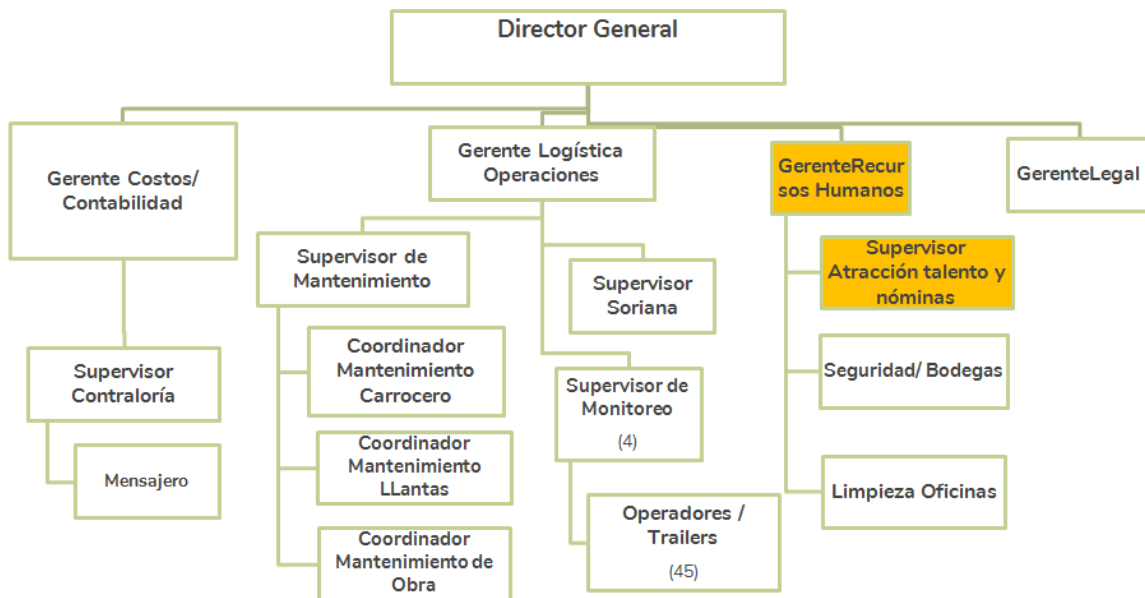 Director General
Gerente Costos/
Contabilidad
Gerente Logística
Operaciones
GerenteRecur
sos Humanos
GerenteLegal
Supervisor de
Mantenimiento
Supervisor
Soriana
Supervisor
Atracción talento y
nóminas
Supervisor
Contraloría
Coordinador
Mantenimiento
Carrocero
Supervisor de
Monitoreo
(4)
Seguridad/ Bodegas
Mensajero
Coordinador
Mantenimiento
LLantas
Operadores /
Trailers
(45)
Limpieza Oficinas
Coordinador
Mantenimiento de
Obra